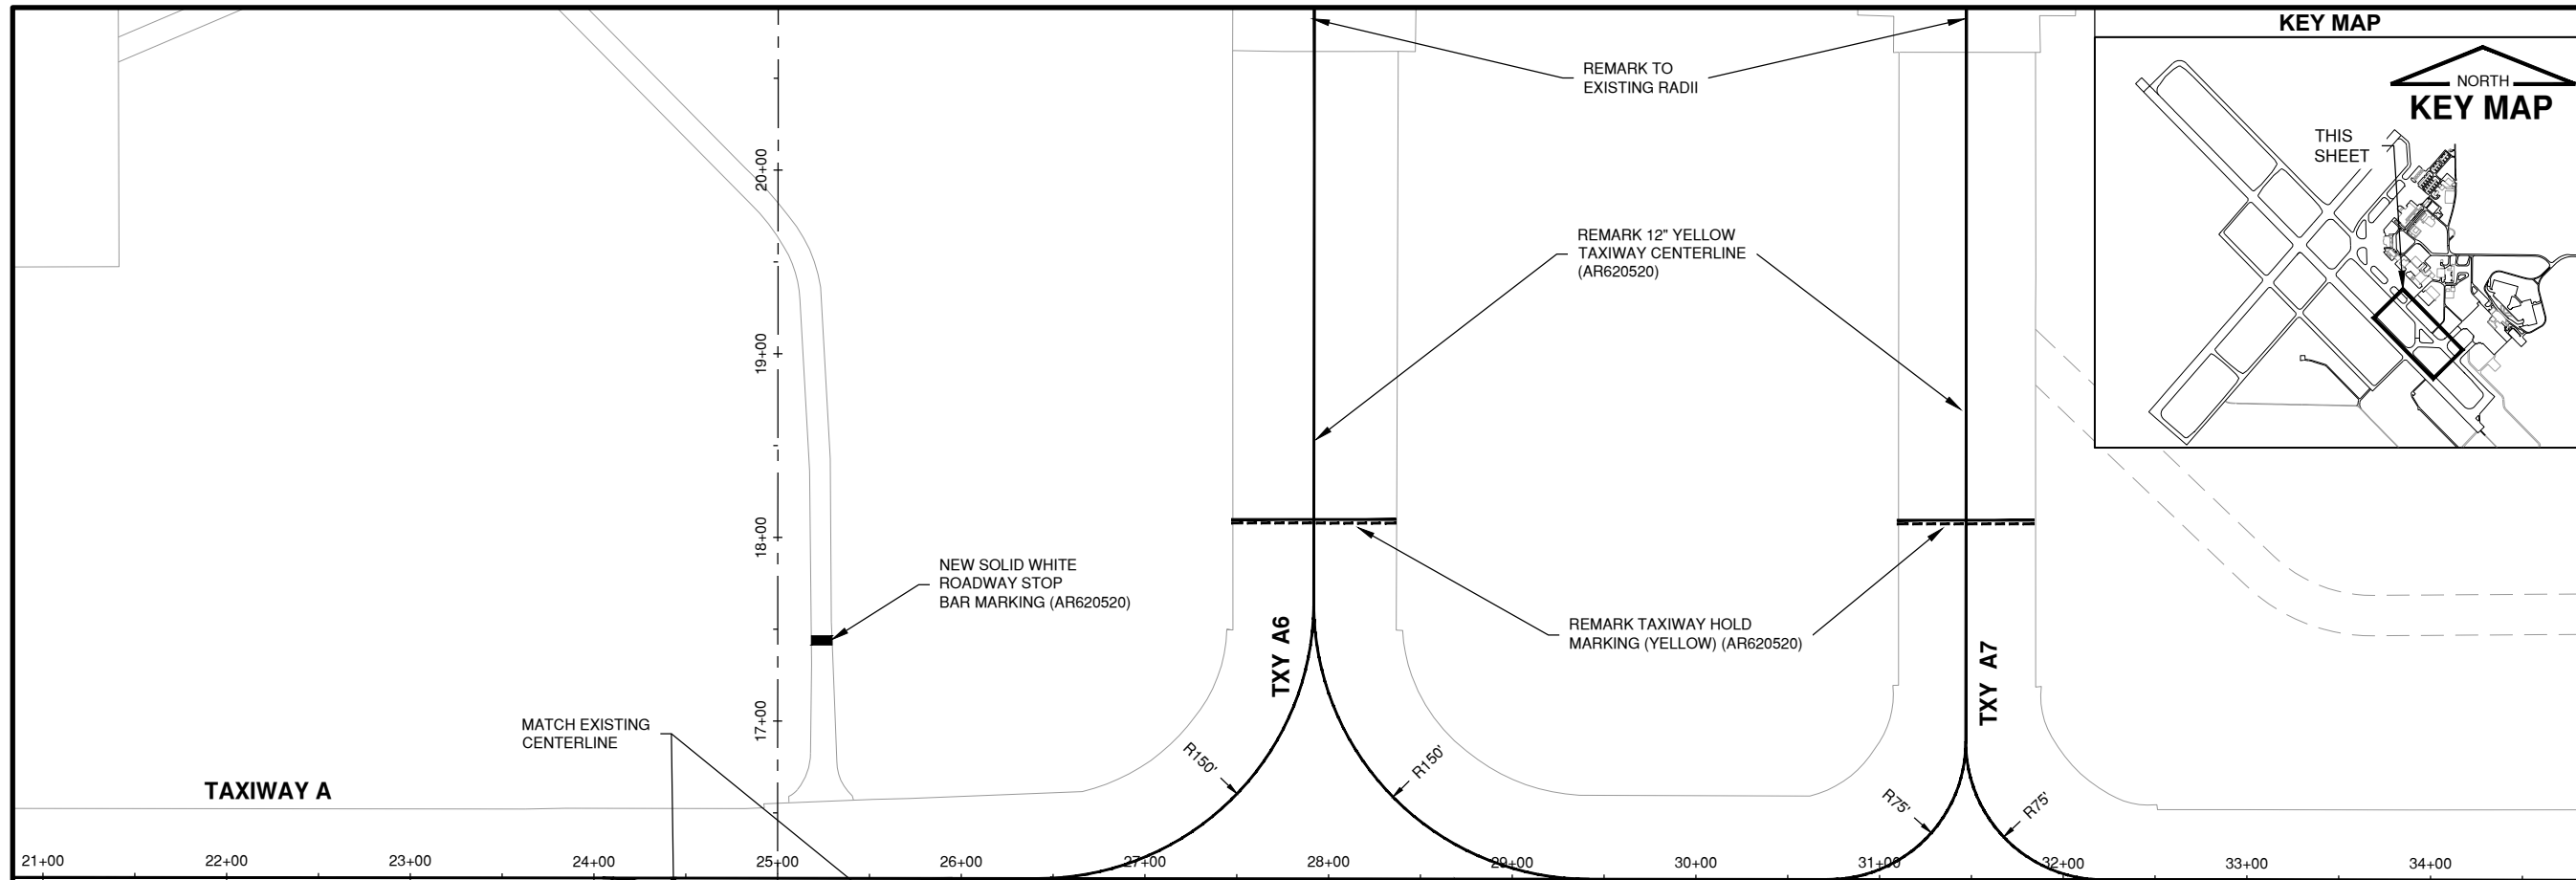 KEY MAP
NORTH
KEY MAP
THIS
SHEET
REMARK TO
EXISTING RADII
REMARK 12" YELLOW
TAXIWAY CENTERLINE
(AR620520)
20+00
19+00
18+00
17+00
NEW SOLID WHITE
ROADWAY STOP
BAR MARKING (AR620520)
REMARK TAXIWAY HOLD
MARKING (YELLOW) (AR620520)
TXY A6
TXY A7
MATCH EXISTING
CENTERLINE
TAXIWAY A
R150'
R150'
R75'
R75'
21+00
22+00
23+00
24+00
25+00
26+00
27+00
28+00
29+00
30+00
31+00
32+00
33+00
34+00